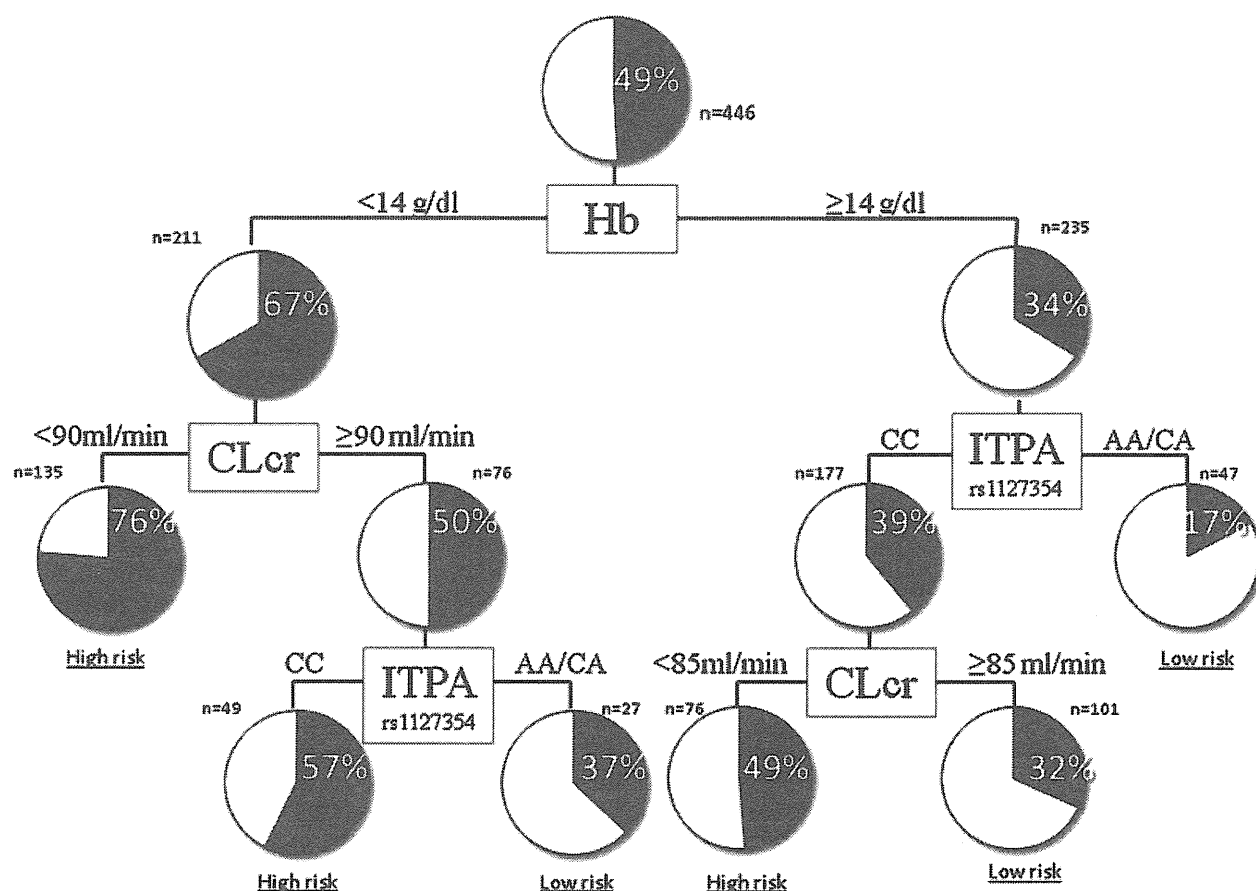 49%
n=446
<14 g/dl
Hb
≥14 g/dl
n=211
67%
n=235
34%
<90ml/min
CLcr
≥90 ml/min
n=135
76%
n=76
50%
CC
ITPA
rs1127354
AA/CA
n=177
39%
n=47
17%
High risk
Low risk
CC
ITPA
rs1127354
AA/CA
<85ml/min
CLcr
≥85 ml/min
n=49
57%
n=27
37%
n=76
49%
n=101
32%
High risk
Low risk
High risk
Low risk